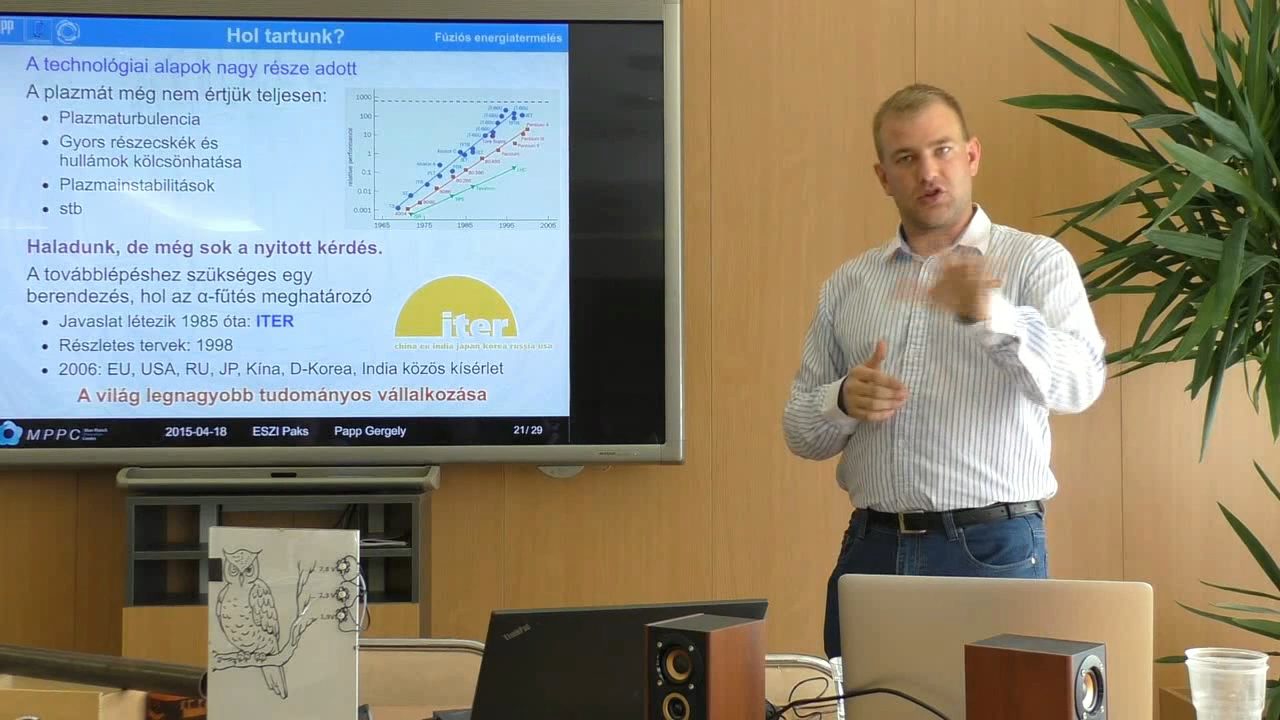 pp
Hol tartunk?
Fúziós energiatermelés
A technológiai alapok nagy része adott
A plazmát még nem értjük teljesen:
• Plazmaturbulencia
• Gyors részecskék és
hullámok kölcsönhatása
• Plazmainstabilitások
• stb
1000
100
10
1
0.1
0.01
0.001
1965
1975
1985
1995
2005
Haladunk, de még sok a nyitott kérdés.
A továbblépéshez szükséges egy
berendezés, hol az α-fűtés meghatározó
• Javaslat létezik 1985 óta: ITER
• Részletes tervek: 1998
• 2006: EU, USA, RU, JP, Kína, D-Korea, India közös kísérlet
iter
china eu india japan korea russia usa
A világ legnagyobb tudományos vállalkozása
MPPC
2015-04-18
ESZI Paks
Papp Gergely
21/ 29
ThinkPad